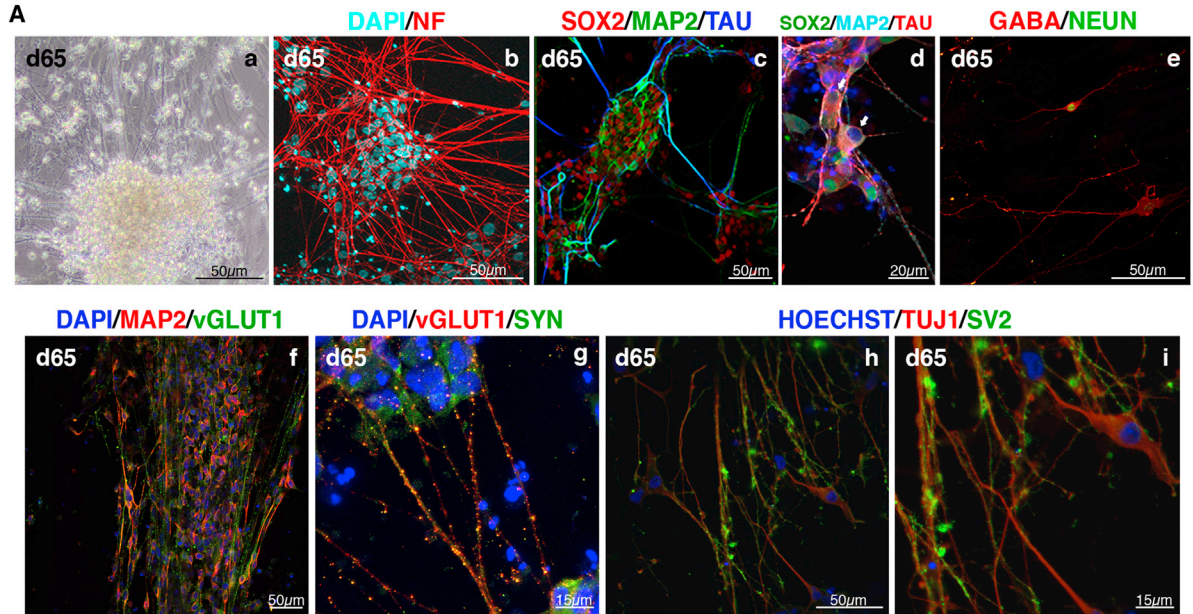 A
DAPI/NF
SOX2/MAP2/TAU
SOX2/MAP2/TAU
GABA/NEUN
d65
a
50µm
d65
b
50µm
d65
c
50µm
d
20µm
d65
e
50µm
DAPI/MAP2/vGLUT1
DAPI/vGLUT1/SYN
HOECHST/TUJ1/SV2
d65
f
50µm
d65
g
15µm
d65
h
50µm
d65
i
15µm